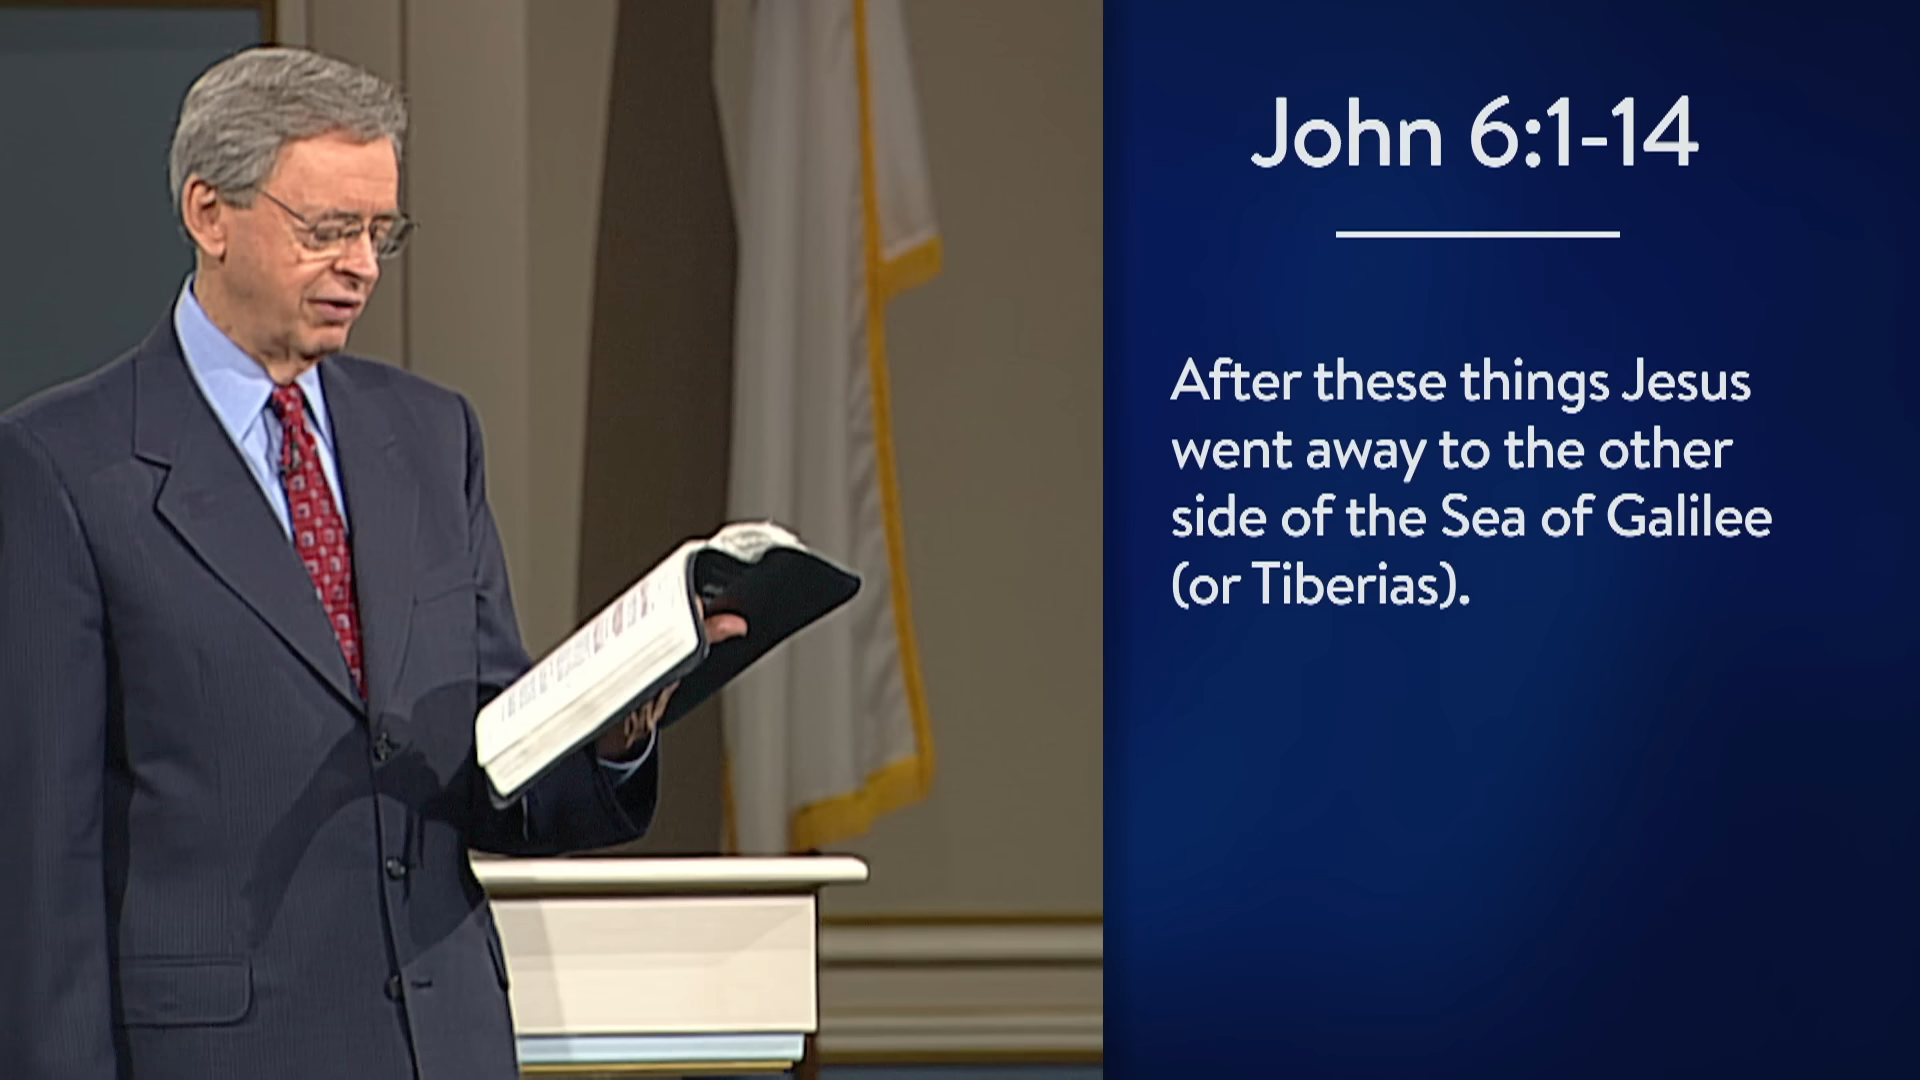 John 6:1-14
After these things Jesus
went away to the other
side of the Sea of Galilee
(or Tiberias).